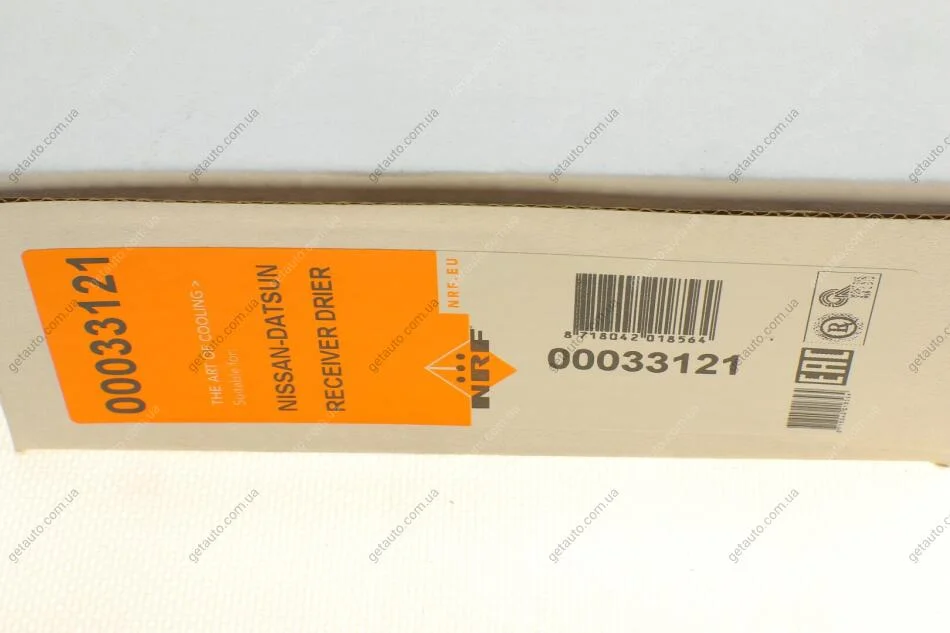 00033121
THE ART OF COOLING >
Suitable for:
NISSAN-DATSUN
RECEIVER DRIER
NRF.EU
NRF
8 718042 018564
00033121
EAC
getauto.com.ua